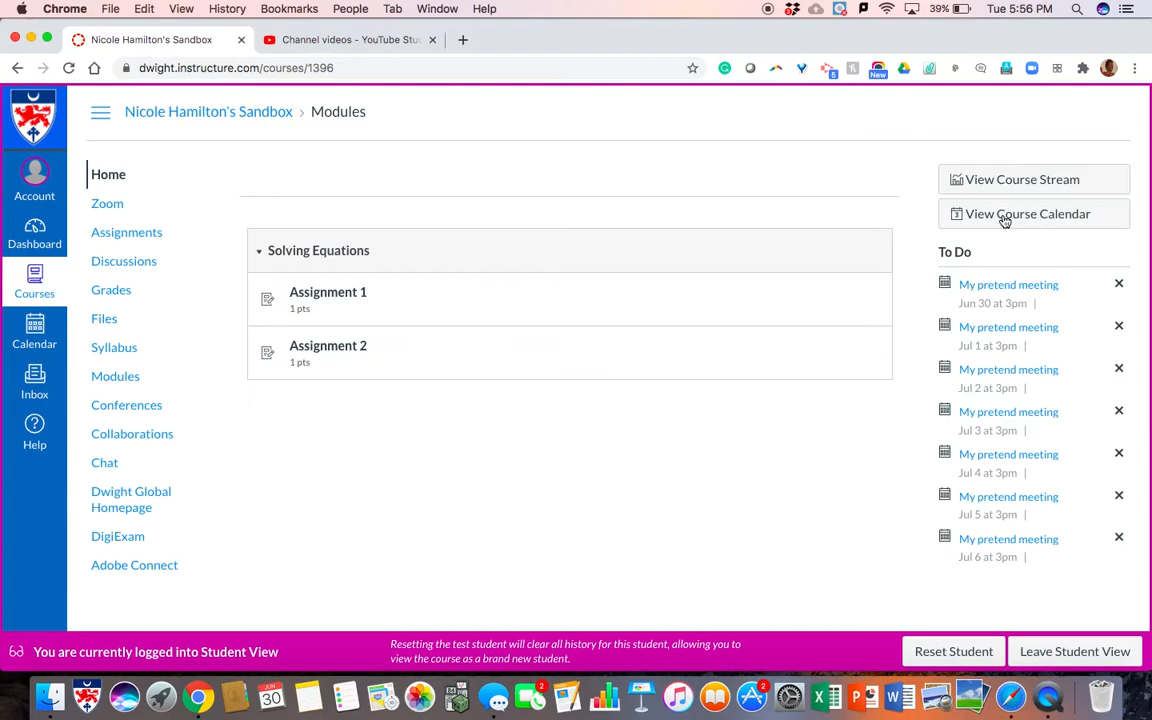 Chrome File Edit View History Bookmarks People Tab Window Help 39% Tue 5:56 PM
Nicole Hamilton's Sandbox Channel videos - YouTube Stu
dwight.instructure.com/courses/1396
5
New
Nicole Hamilton's Sandbox › Modules
Account
Dashboard
Courses
Calendar
Inbox
Help
Home
Zoom
Assignments
Discussions
Grades
Files
Syllabus
Modules
Conferences
Collaborations
Chat
Dwight Global
Homepage
DigiExam
Adobe Connect
Solving Equations
Assignment 1
1 pts
Assignment 2
1 pts
View Course Stream
View Course Calendar
To Do
My pretend meeting
Jun 30 at 3pm |
My pretend meeting
Jul 1 at 3pm |
My pretend meeting
Jul 2 at 3pm |
My pretend meeting
Jul 3 at 3pm |
My pretend meeting
Jul 4 at 3pm |
My pretend meeting
Jul 5 at 3pm |
My pretend meeting
Jul 6 at 3pm |
You are currently logged into Student View
Resetting the test student will clear all history for this student, allowing you to
view the course as a brand new student.
Reset Student
Leave Student View
30
2
2